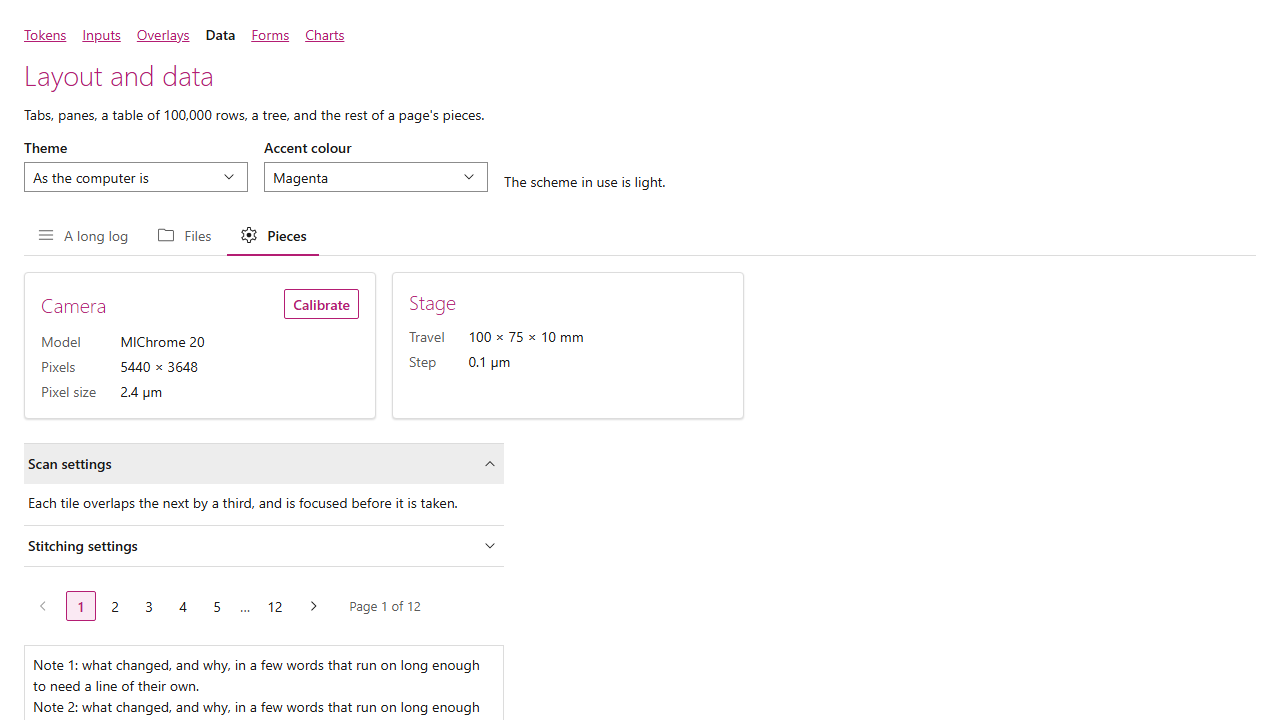 Tokens Inputs Overlays Data Forms Charts
Layout and data
Tabs, panes, a table of 100,000 rows, a tree, and the rest of a page's pieces.
Theme Accent colour
As the computer is Magenta The scheme in use is light.
A long log Files Pieces
Camera Calibrate
Model MIChrome 20
Pixels 5440 × 3648
Pixel size 2.4 µm
Stage
Travel 100 × 75 × 10 mm
Step 0.1 µm
Scan settings
Each tile overlaps the next by a third, and is focused before it is taken.
Stitching settings
1 2 3 4 5 … 12 Page 1 of 12
Note 1: what changed, and why, in a few words that run on long enough
to need a line of their own.
Note 2: what changed, and why, in a few words that run on long enough